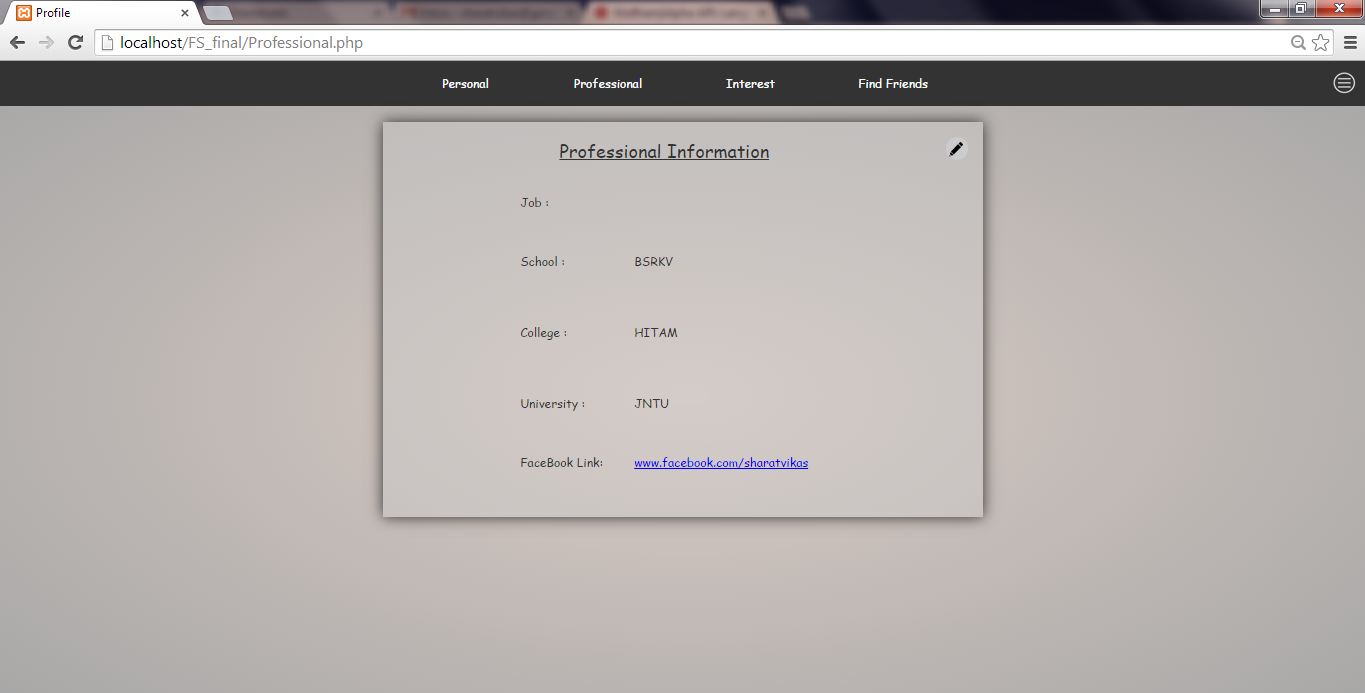 Profile
localhost/FS_final/Professional.php
Personal Professional Interest Find Friends
Professional Information
Job :
School : BSRKV
College : HITAM
University : JNTU
FaceBook Link: www.facebook.com/sharatvikas